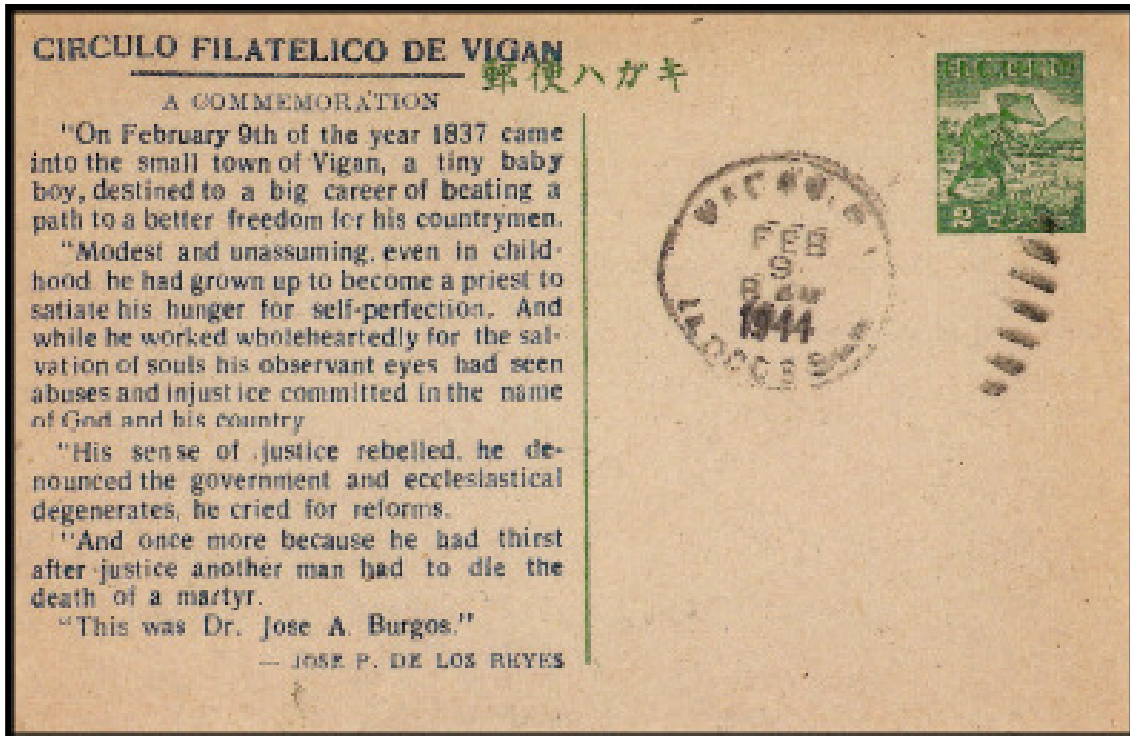 CIRCULO FILATELICO DE VIGAN
郵便ハガキ
A COMMEMORATION
"On February 9th of the year 1837 came
into the small town of Vigan, a tiny baby
boy, destined to a big career of beating a
path to a better freedom for his countrymen.
"Modest and unassuming, even in child-
hood he had grown up to become a priest to
satiate his hunger for self-perfection. And
while he worked wholeheartedly for the sal-
vation of souls his observant eyes had seen
abuses and injustice committed in the name
of God and his country
"His sense of justice rebelled, he de-
nounced the government and ecclesiastical
degenerates, he cried for reforms.
"And once more because he had thirst
after justice another man had to die the
death of a martyr.
"This was Dr. Jose A. Burgos."
— JOSE P. DE LOS REYES
FEB
9
1944
2